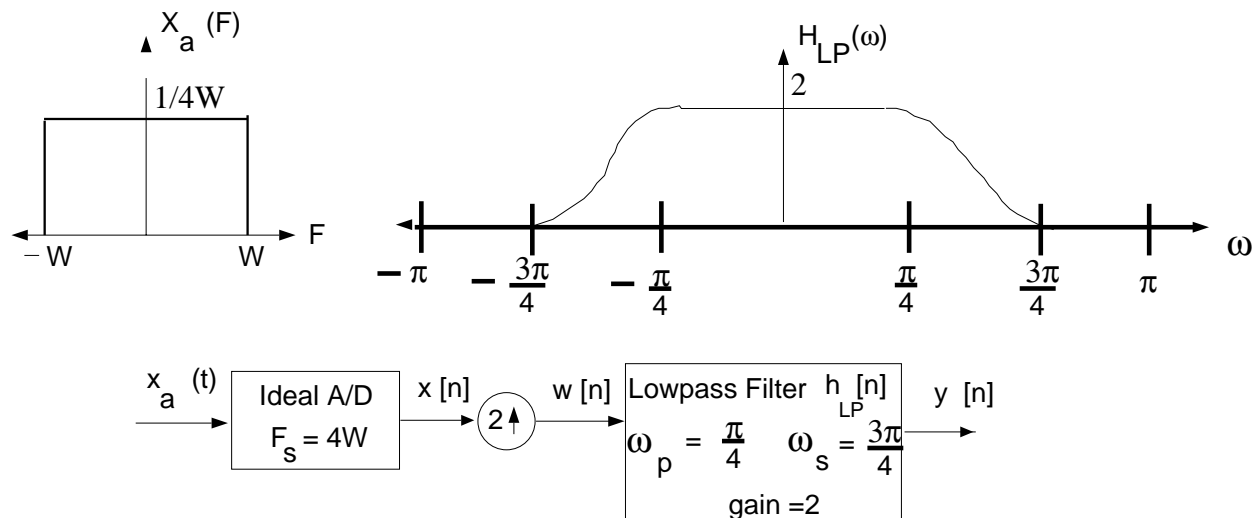 X_a (F)
1/4W
− W
W
F
H_LP(ω)
2
− π
− 3π/4
− π/4
π/4
3π/4
π
ω
x_a (t)
Ideal A/D
F_s = 4W
x [n]
2
w [n]
Lowpass Filter h_LP [n]
ω_p = π/4 ω_s = 3π/4
gain =2
y [n]